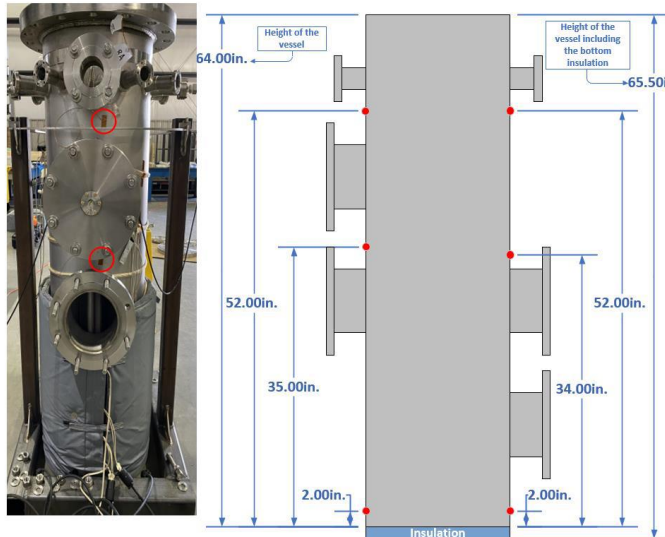 Height of the
vessel
64.00in.
Height of the
vessel including
the bottom
insulation
65.50in.
52.00in.
52.00in.
35.00in.
34.00in.
2.00in.
2.00in.
Insulation